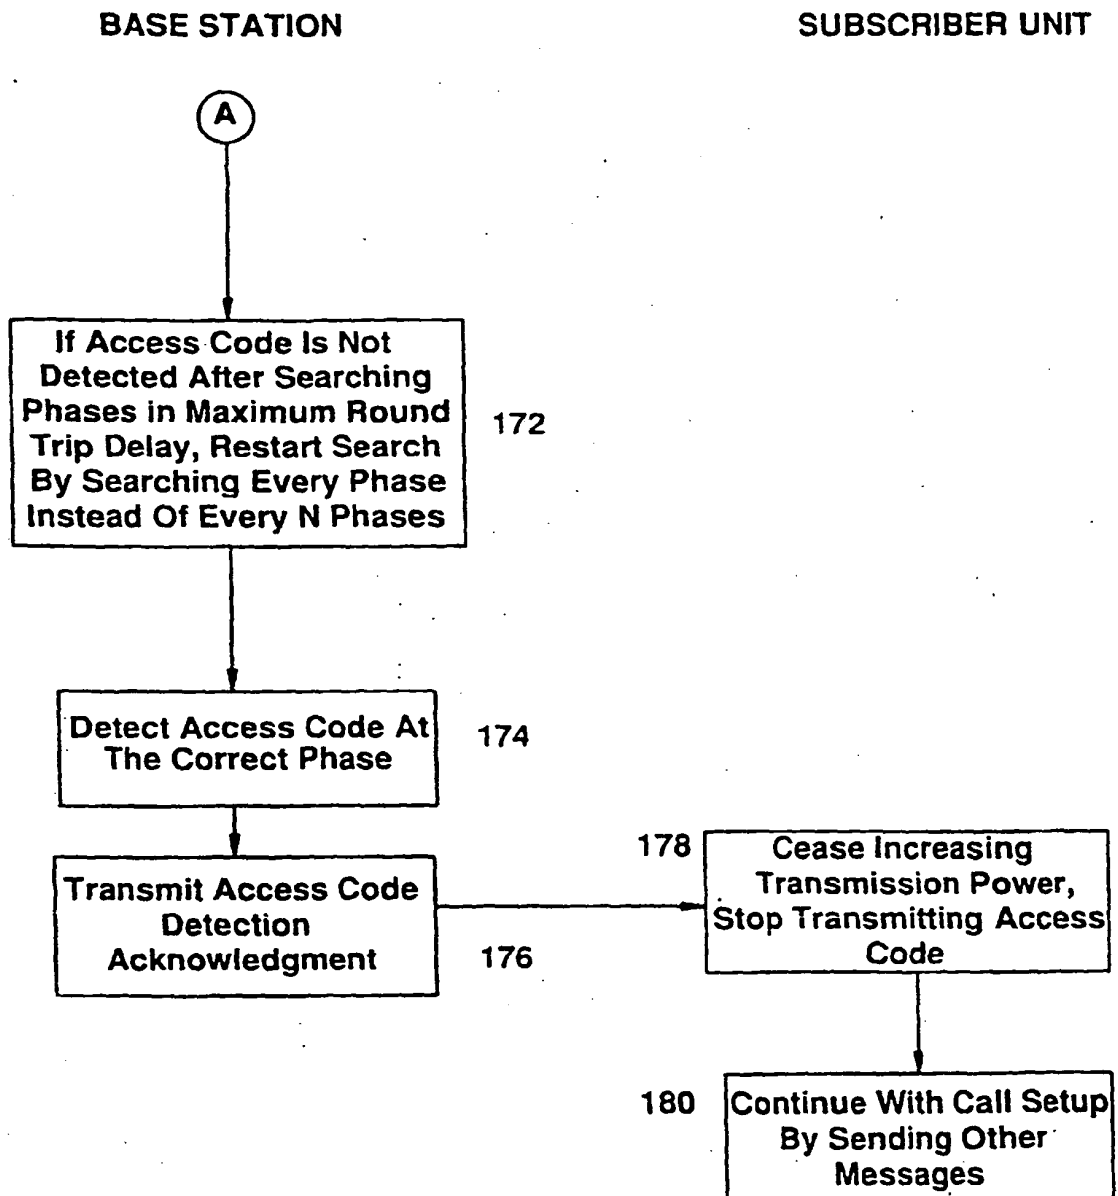 BASE STATION
SUBSCRIBER UNIT
A
If Access Code Is Not
Detected After Searching
Phases in Maximum Round
Trip Delay, Restart Search
By Searching Every Phase
Instead Of Every N Phases
172
Detect Access Code At
The Correct Phase
174
Transmit Access Code
Detection
Acknowledgment
176
178
Cease Increasing
Transmission Power,
Stop Transmitting Access
Code
180
Continue With Call Setup
By Sending Other
Messages